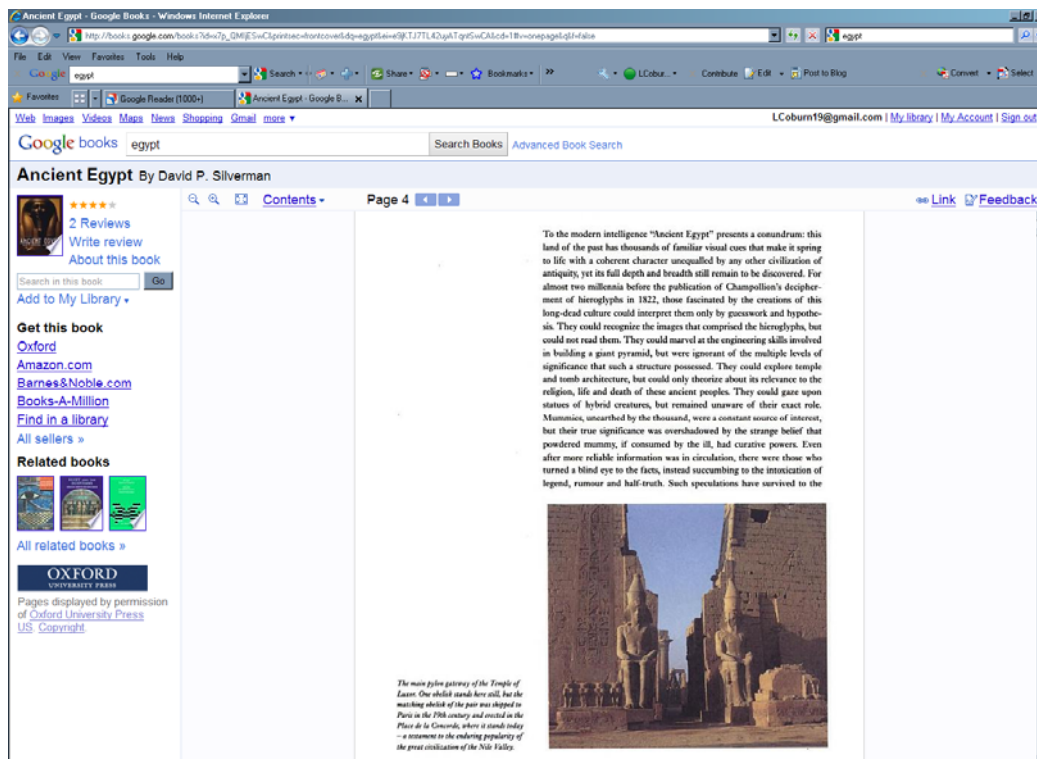 Ancient Egypt - Google Books - Windows Internet Explorer
egypt
File Edit View Favorites Tools Help
Google egypt Search Share Bookmarks LCobur... Contribute Edit Post to Blog Convert Select
Favorites Google Reader (1000+) Ancient Egypt - Google B...
Web Images Videos Maps News Shopping Gmail more LCoburn19@gmail.com | My library | My Account | Sign out
Google books egypt Search Books Advanced Book Search
Ancient Egypt By David P. Silverman
2 Reviews
Write review
About this book
Search in this book Go
Add to My Library
Get this book
Oxford
Amazon.com
Barnes&Noble.com
Books-A-Million
Find in a library
All sellers »
Related books
All related books »
OXFORD
UNIVERSITY PRESS
Pages displayed by permission
of Oxford University Press
US. Copyright.
Contents Page 4 Link Feedback
To the modern intelligence “Ancient Egypt” presents a conundrum: this
land of the past has thousands of familiar visual cues that make it spring
to life with a coherent character unequalled by any other civilization of
antiquity, yet its full depth and breadth still remain to be discovered. For
almost two millennia before the publication of Champollion's decipher-
ment of hieroglyphs in 1822, those fascinated by the creations of this
long-dead culture could interpret them only by guesswork and hypothe-
sis. They could recognize the images that comprised the hieroglyphs, but
could not read them. They could marvel at the engineering skills involved
in building a giant pyramid, but were ignorant of the multiple levels of
significance that such a structure possessed. They could explore temple
and tomb architecture, but could only theorize about its relevance to the
religion, life and death of these ancient peoples. They could gaze upon
statues of hybrid creatures, but remained unaware of their exact role.
Mummies, unearthed by the thousand, were a constant source of interest,
but their true significance was overshadowed by the strange belief that
powdered mummy, if consumed by the ill, had curative powers. Even
after more reliable information was in circulation, there were those who
turned a blind eye to the facts, instead succumbing to the intoxication of
legend, rumour and half-truth. Such speculations have survived to the
The main pylon gateway of the Temple of
Luxor. One obelisk stands here still, but the
matching obelisk of the pair was shipped to
Paris in the 19th century and erected in the
Place de la Concorde, where it stands today
– a testament to the enduring popularity of
the great civilization of the Nile Valley.